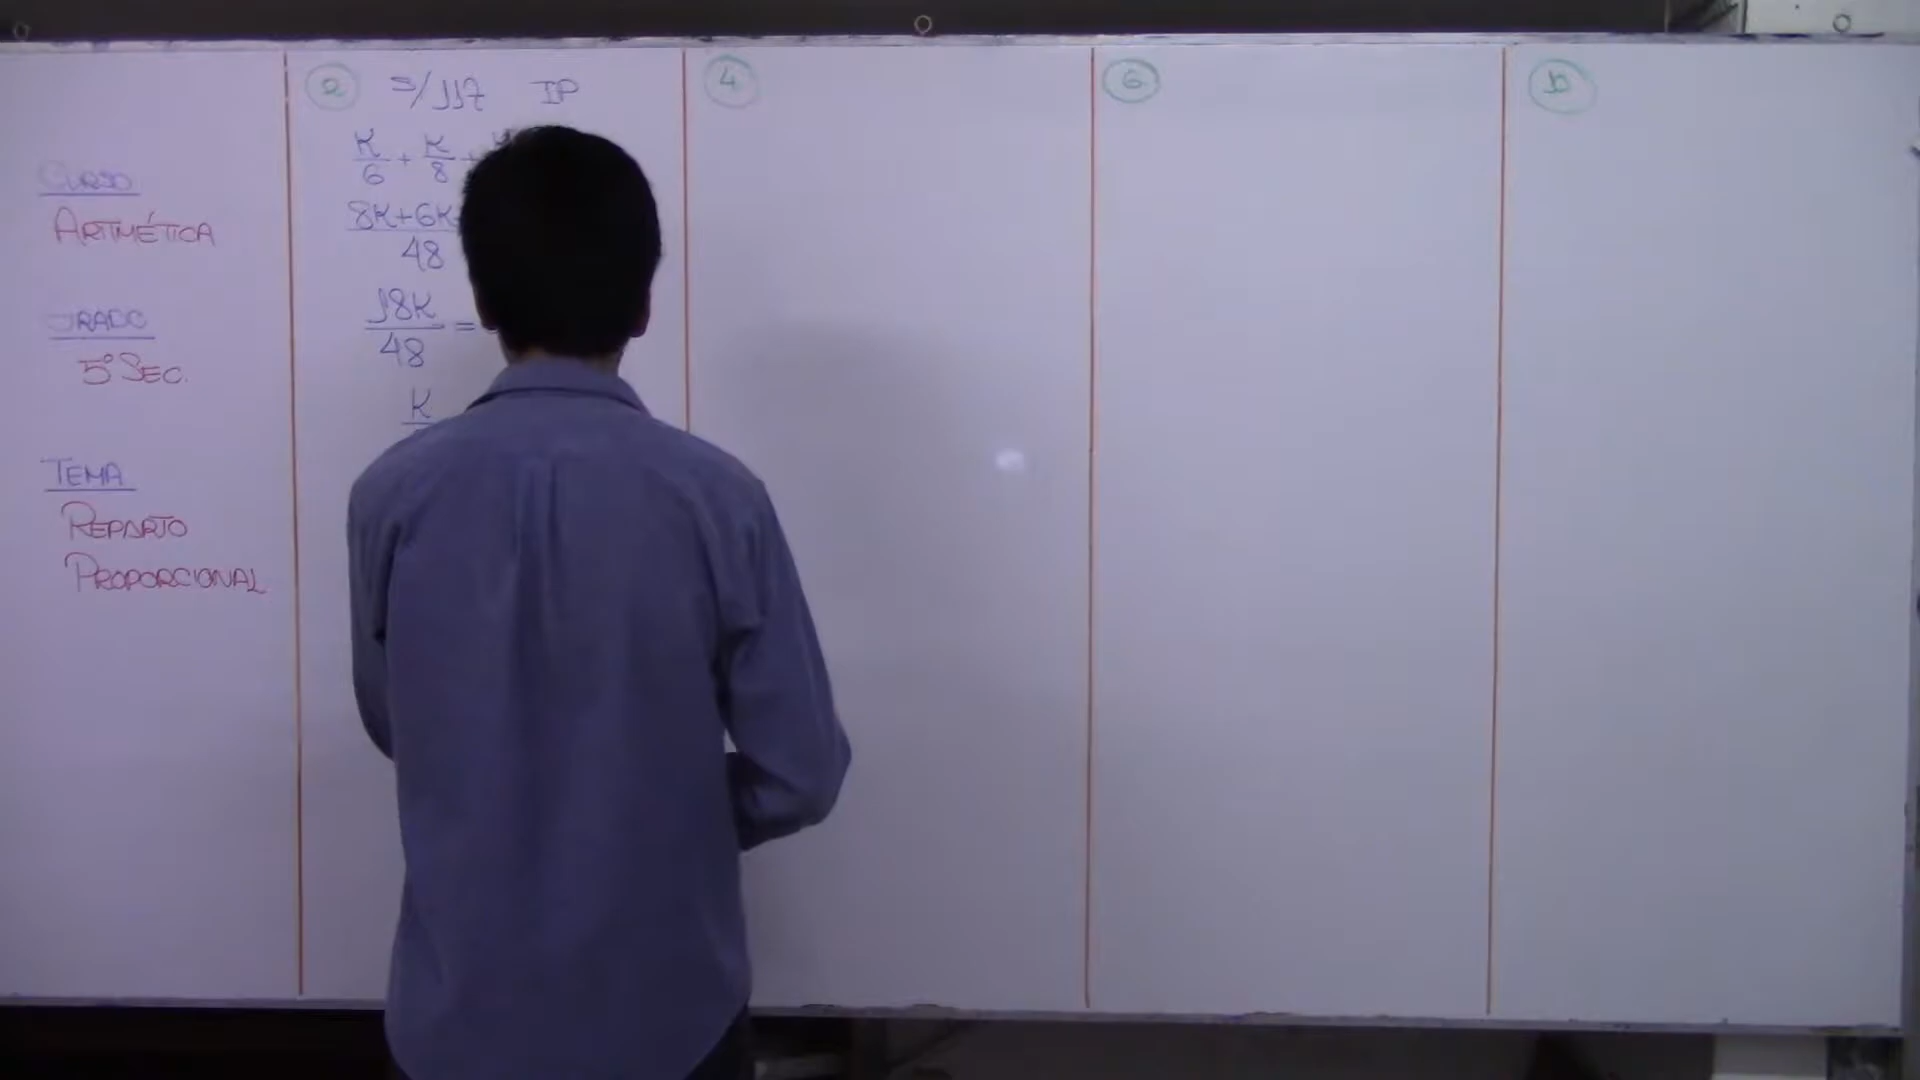 CURSO
ARITMÉTICA
GRADO
5° SEC.
TEMA
REPARTO
PROPORCIONAL
2 S/117 IP
K/6 + K/8 +
8K+6K
48
18K/48 =
K
4
6
10